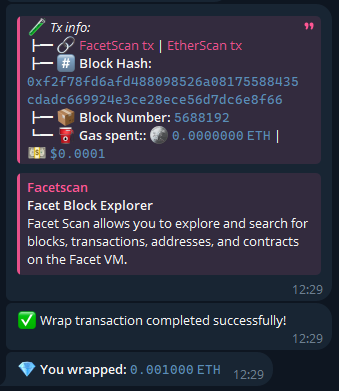 Tx info:
FacetScan tx | EtherScan tx
Block Hash:
0xf2f78fd6afd488098526a08175588435
cdadc669924e3ce28ece56d7dc6e8f66
Block Number: 5688192
Gas spent:: 0.0000000 ETH |
$0.0001
Facetscan
Facet Block Explorer
Facet Scan allows you to explore and search for
blocks, transactions, addresses, and contracts
on the Facet VM.
12:29
Wrap transaction completed successfully!
12:29
You wrapped: 0.001000 ETH 12:29